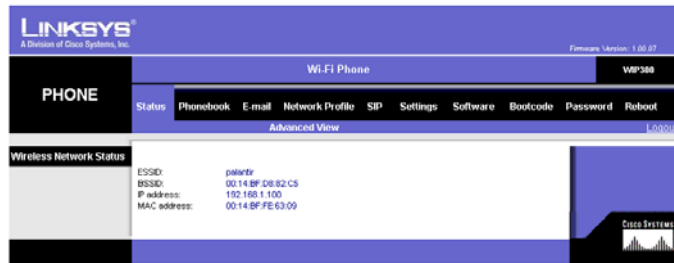 LINKSYS®
A Division of Cisco Systems, Inc.
Firmware Version: 1.00.07
Wi-Fi Phone
WIP300
PHONE
Status Phonebook E-mail Network Profile SIP Settings Software Bootcode Password Reboot
Advanced View
Logout
Wireless Network Status
ESSID: palantir
BSSID: 00:14:BF:D8:82:C5
IP address: 192.168.1.100
MAC address: 00:14:BF:FE:63:09
CISCO SYSTEMS